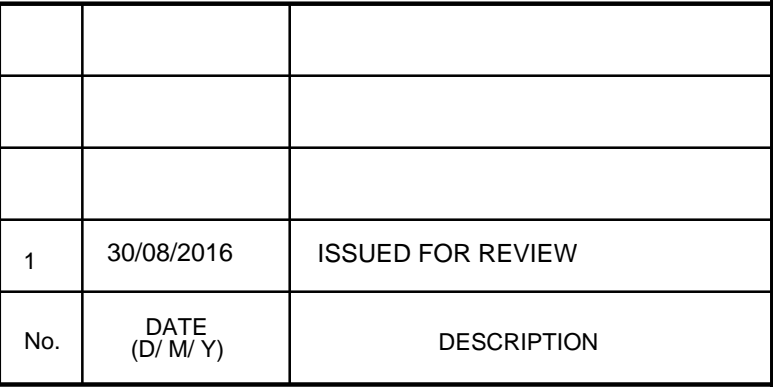 1 30/08/2016 ISSUED FOR REVIEW
No. DATE (D/ M/ Y) DESCRIPTION